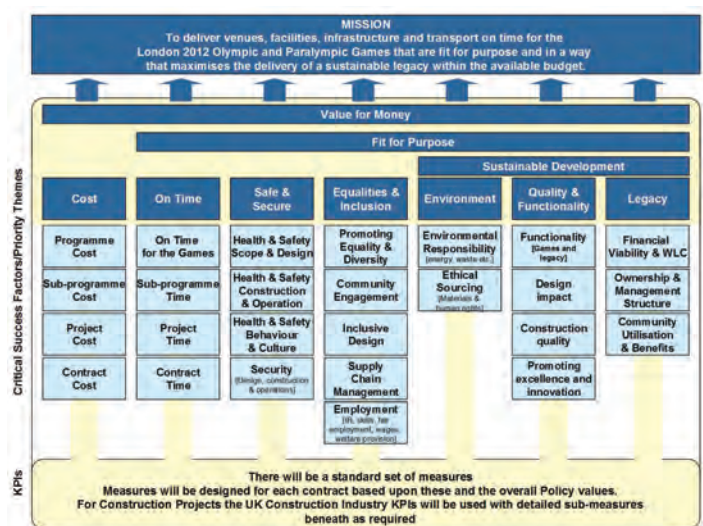 MISSION
To deliver venues, facilities, infrastructure and transport on time for the
London 2012 Olympic and Paralympic Games that are fit for purpose and in a way
that maximises the delivery of a sustainable legacy within the available budget.
Value for Money
Fit for Purpose
Sustainable Development
Critical Success Factors/Priority Themes
Cost
Programme
Cost
Sub-programme
Cost
Project
Cost
Contract
Cost
On Time
On Time
for the Games
Sub-programme
Time
Project
Time
Contract
Time
Safe &
Secure
Health & Safety
Scope & Design
Health & Safety
Construction
& Operation
Health & Safety
Behaviour
& Culture
Security
[Design, construction
& operations]
Equalities &
Inclusion
Promoting
Equality &
Diversity
Community
Engagement
Inclusive
Design
Supply
Chain
Management
Employment
employment, wages,
welfare provision]
Environment
Environmental
Responsibility
[energy, waste etc.]
Ethical
Sourcing
[Materials &
human rights]
Quality &
Functionality
Functionality
[Games and
legacy]
Design
impact
Construction
quality
Promoting
excellence and
innovation
Legacy
Financial
Viability & WLC
Ownership &
Management
Structure
Community
Utilisation
& Benefits
KPIs
There will be a standard set of measures
Measures will be designed for each contract based upon these and the overall Policy values.
For Construction Projects the UK Construction Industry KPIs will be used with detailed sub-measures
beneath as required